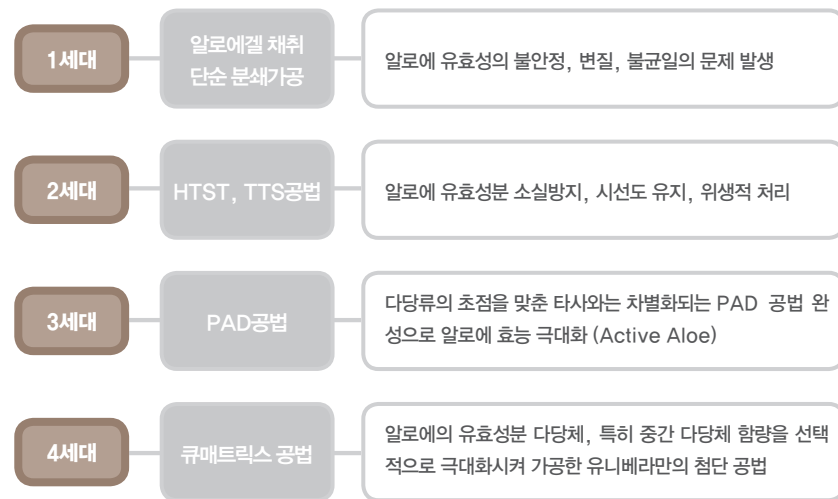 1세대
알로에겔 채취
단순 분쇄가공
알로에 유효성의 불안정, 변질, 불균일의 문제 발생
2세대
HTST, TTS공법
알로에 유효성분 소실방지, 시선도 유지, 위생적 처리
3세대
PAD공법
다당류의 초점을 맞춘 타사와는 차별화되는 PAD 공법 완
성으로 알로에 효능 극대화 (Active Aloe)
4세대
큐매트릭스 공법
알로에의 유효성분 다당체, 특히 중간 다당체 함량을 선택
적으로 극대화시켜 가공한 유니베라만의 첨단 공법